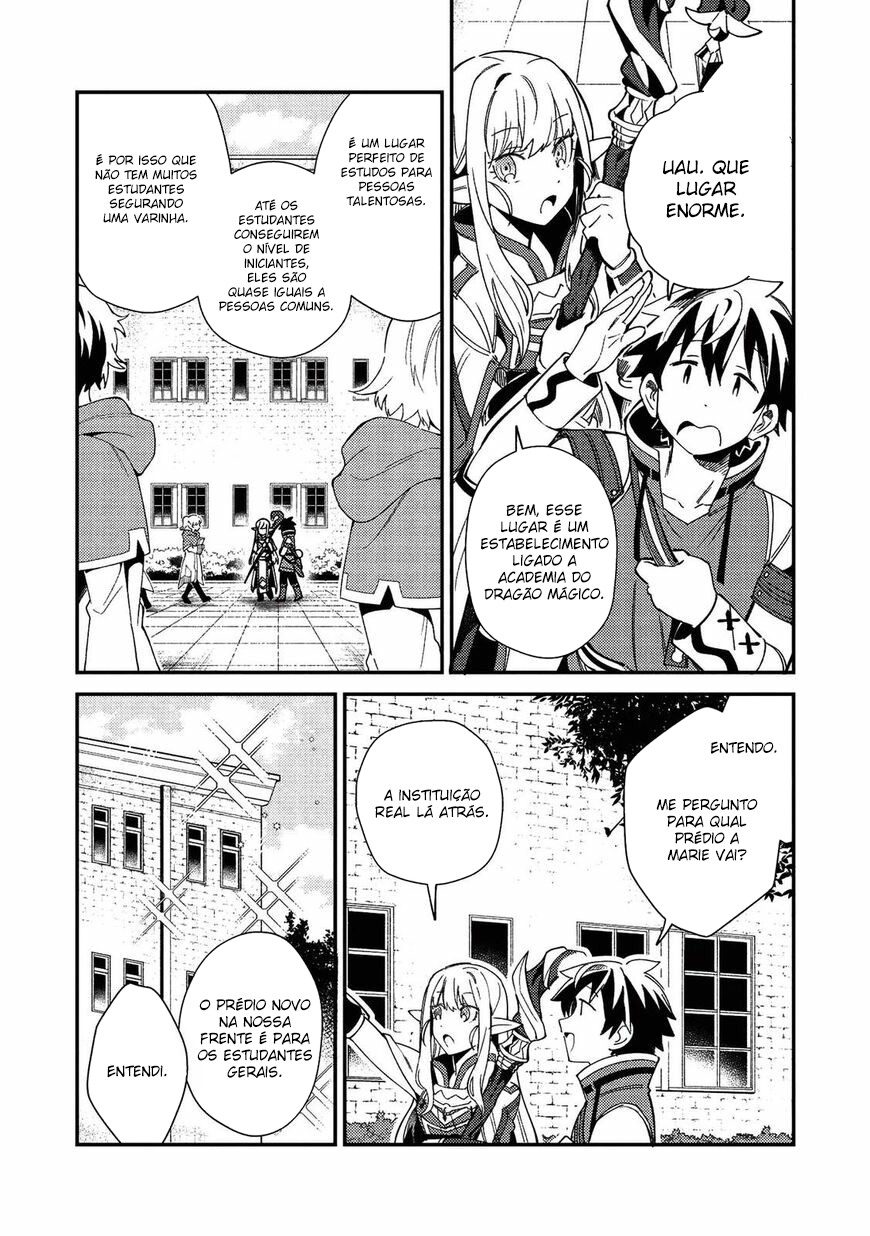 UAU. QUE
LUGAR
ENORME.
BEM, ESSE
LUGAR É UM
ESTABELECIMENTO
LIGADO A
ACADEMIA DO
DRAGÃO MÁGICO.
É UM LUGAR
PERFEITO DE
ESTUDOS PARA
PESSOAS
TALENTOSAS.
ATÉ OS
ESTUDANTES
CONSEGUIREM
O NÍVEL DE
INICIANTES,
ELES SÃO
QUASE IGUAIS A
PESSOAS COMUNS.
É POR ISSO QUE
NÃO TEM MUITOS
ESTUDANTES
SEGURANDO
UMA VARINHA.
ENTENDO.
ME PERGUNTO
PARA QUAL
PRÉDIO A
MARIE VAI?
A INSTITUIÇÃO
REAL LÁ ATRÁS.
O PRÉDIO NOVO
NA NOSSA
FRENTE É PARA
OS ESTUDANTES
GERAIS.
ENTENDI.